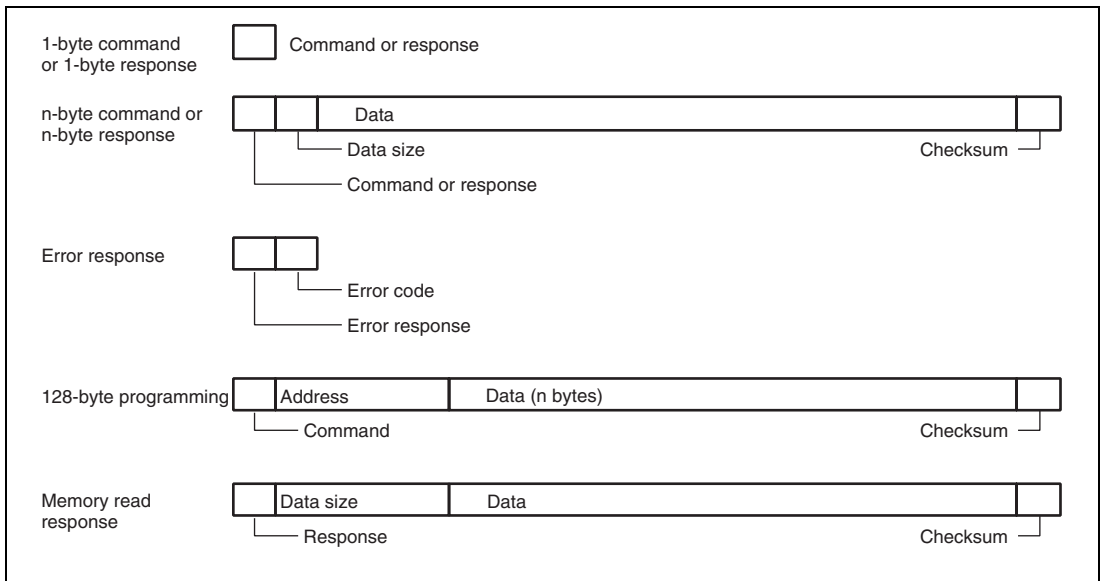 1-byte command
or 1-byte response
Command or response
n-byte command or
n-byte response
Data
Data size
Checksum
Command or response
Error response
Error code
Error response
128-byte programming
Address
Data (n bytes)
Command
Checksum
Memory read
response
Data size
Data
Response
Checksum